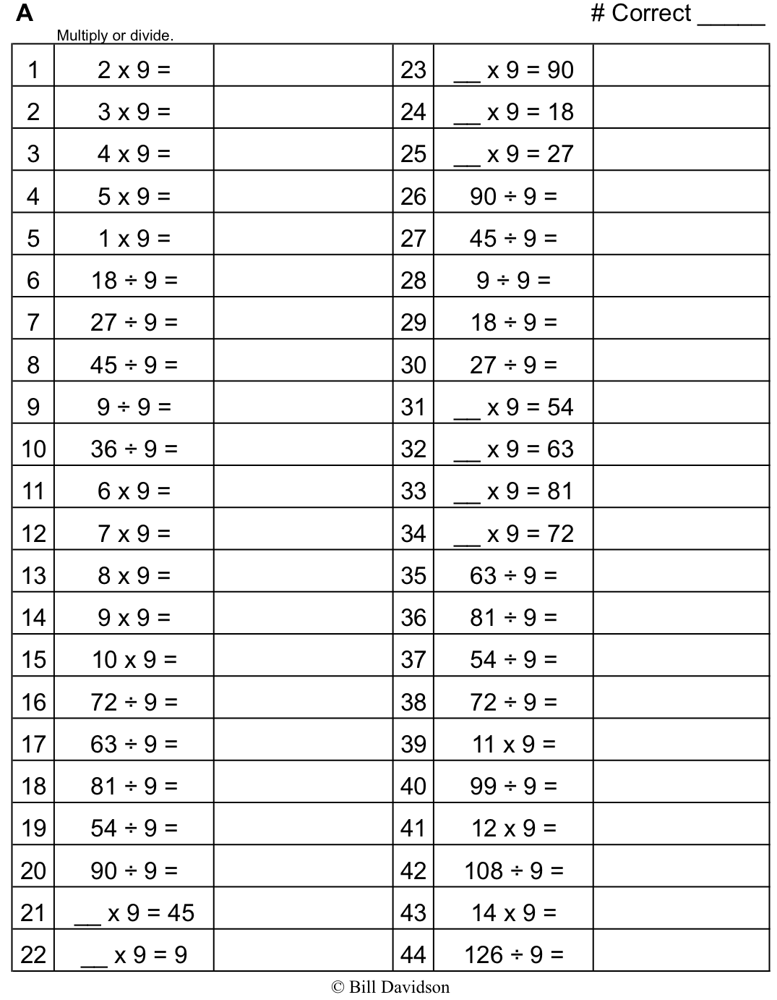 A
# Correct _____
Multiply or divide.
1 2 x 9 = 23 __ x 9 = 90
2 3 x 9 = 24 __ x 9 = 18
3 4 x 9 = 25 __ x 9 = 27
4 5 x 9 = 26 90 ÷ 9 =
5 1 x 9 = 27 45 ÷ 9 =
6 18 ÷ 9 = 28 9 ÷ 9 =
7 27 ÷ 9 = 29 18 ÷ 9 =
8 45 ÷ 9 = 30 27 ÷ 9 =
9 9 ÷ 9 = 31 __ x 9 = 54
10 36 ÷ 9 = 32 __ x 9 = 63
11 6 x 9 = 33 __ x 9 = 81
12 7 x 9 = 34 __ x 9 = 72
13 8 x 9 = 35 63 ÷ 9 =
14 9 x 9 = 36 81 ÷ 9 =
15 10 x 9 = 37 54 ÷ 9 =
16 72 ÷ 9 = 38 72 ÷ 9 =
17 63 ÷ 9 = 39 11 x 9 =
18 81 ÷ 9 = 40 99 ÷ 9 =
19 54 ÷ 9 = 41 12 x 9 =
20 90 ÷ 9 = 42 108 ÷ 9 =
21 __ x 9 = 45 43 14 x 9 =
22 __ x 9 = 9 44 126 ÷ 9 =
© Bill Davidson